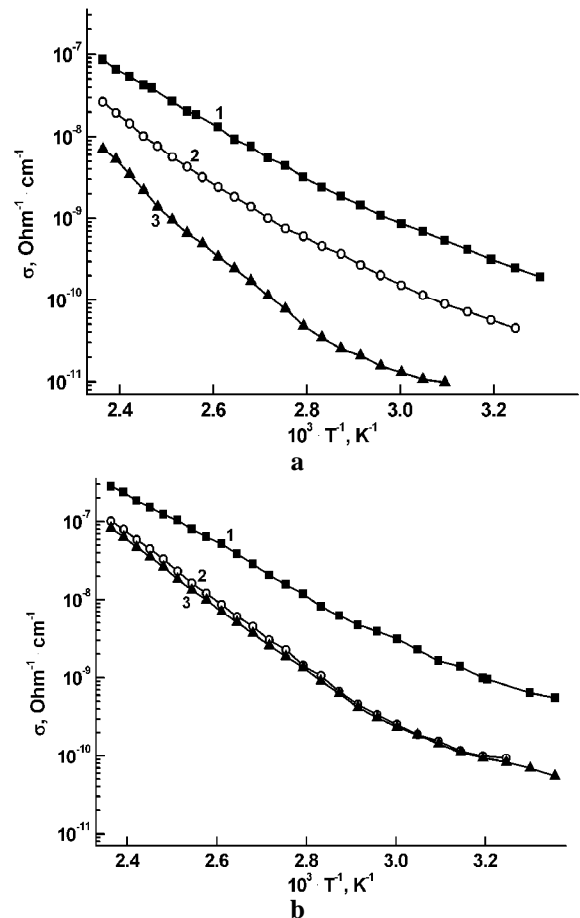 10⁻⁷
10⁻⁸
10⁻⁹
10⁻¹⁰
10⁻¹¹
σ, Ohm⁻¹ · cm⁻¹
1
2
3
2.4 2.6 2.8 3.0 3.2
10³ · T⁻¹, K⁻¹
a
10⁻⁷
10⁻⁸
10⁻⁹
10⁻¹⁰
10⁻¹¹
σ, Ohm⁻¹ · cm⁻¹
1
2
3
2.4 2.6 2.8 3.0 3.2
10³ · T⁻¹, K⁻¹
b